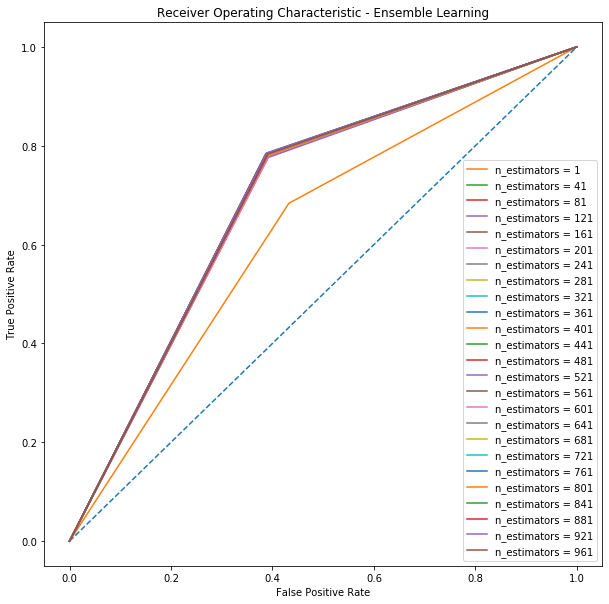 Receiver Operating Characteristic - Ensemble Learning
1.0
0.8
0.6
0.4
0.2
0.0
True Positive Rate
n_estimators = 1
n_estimators = 41
n_estimators = 81
n_estimators = 121
n_estimators = 161
n_estimators = 201
n_estimators = 241
n_estimators = 281
n_estimators = 321
n_estimators = 361
n_estimators = 401
n_estimators = 441
n_estimators = 481
n_estimators = 521
n_estimators = 561
n_estimators = 601
n_estimators = 641
n_estimators = 681
n_estimators = 721
n_estimators = 761
n_estimators = 801
n_estimators = 841
n_estimators = 881
n_estimators = 921
n_estimators = 961
0.0 0.2 0.4 0.6 0.8 1.0
False Positive Rate